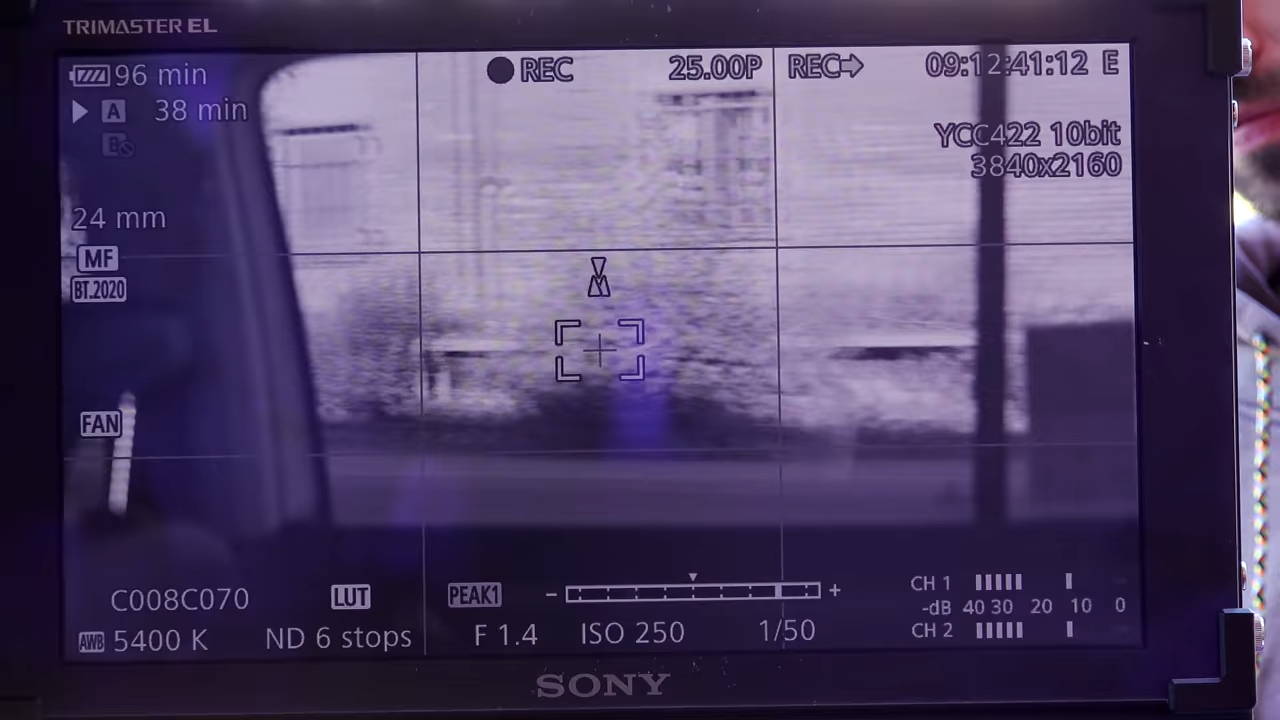 TRIMASTER EL
96 min
REC
25.00P
REC
09:12:41:12 E
A 38 min
B
YCC422 10bit
3840x2160
24 mm
MF
BT.2020
FAN
C008C070
LUT
PEAK1
- +
CH 1
-dB 40 30 20 10 0
CH 2
AWB 5400 K
ND 6 stops
F 1.4
ISO 250
1/50
SONY